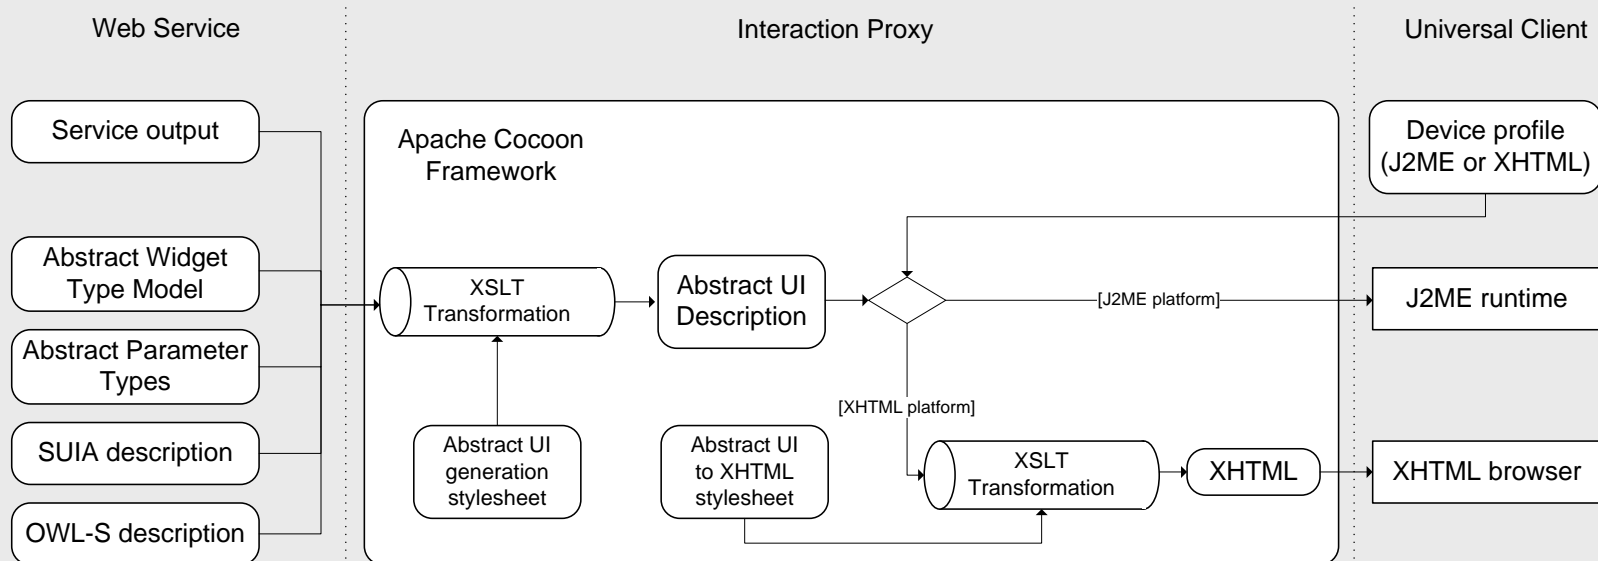 Web Service
Interaction Proxy
Universal Client
Service output
Abstract Widget
Type Model
Abstract Parameter
Types
SUIA description
OWL-S description
Apache Cocoon
Framework
XSLT
Transformation
Abstract UI
generation
stylesheet
Abstract UI
Description
[J2ME platform]
[XHTML platform]
Abstract UI
to XHTML
stylesheet
XSLT
Transformation
XHTML
Device profile
(J2ME or XHTML)
J2ME runtime
XHTML browser